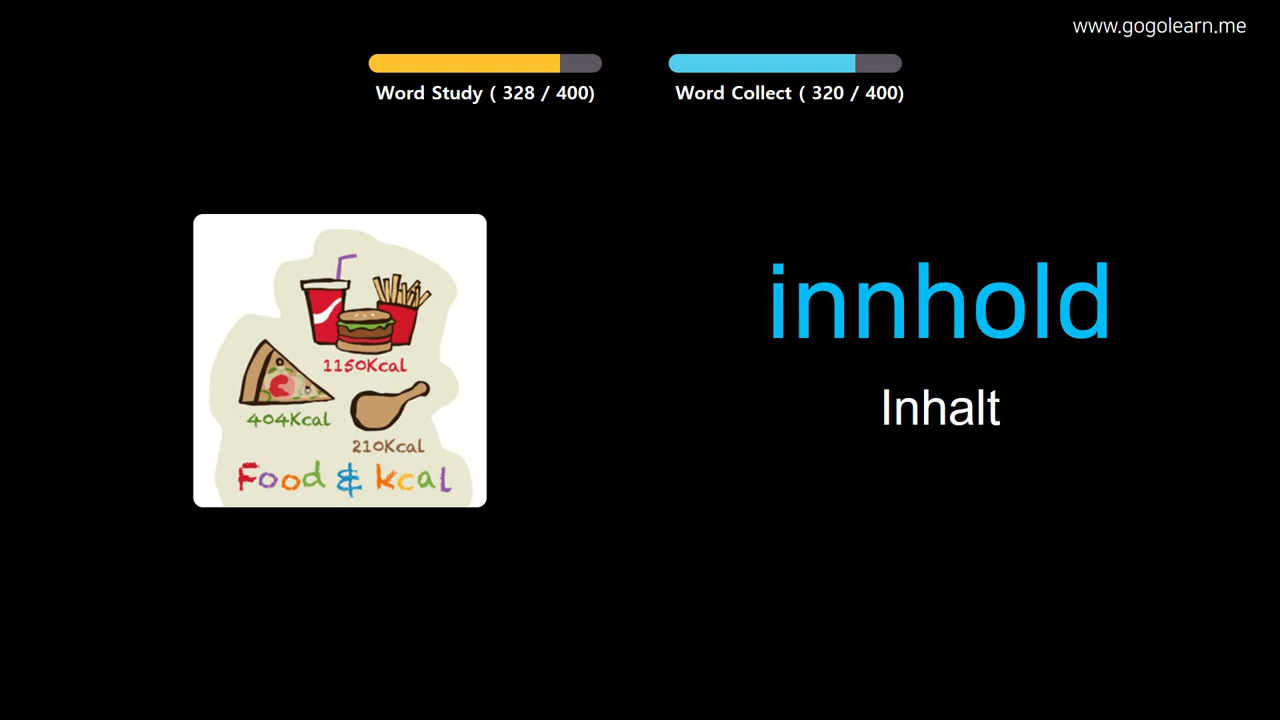 www.gogolearn.me
Word Study ( 328 / 400)
Word Collect ( 320 / 400)
1150Kcal
404Kcal
210Kcal
Food & kcal
innhold
Inhalt